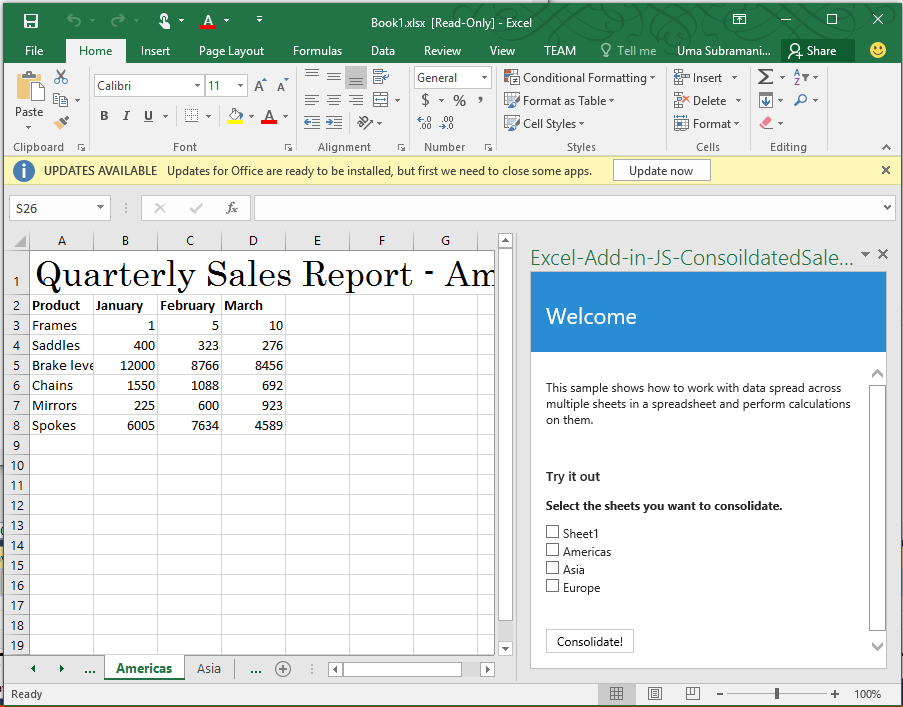 Book1.xlsx [Read-Only] - Excel
File Home Insert Page Layout Formulas Data Review View TEAM Tell me Uma Subramani... Share
Calibri 11 General Conditional Formatting Insert
Paste B I U $ % , Format as Table Delete
Cell Styles Format
Clipboard Font Alignment Number Styles Cells Editing
UPDATES AVAILABLE Updates for Office are ready to be installed, but first we need to close some apps. Update now
S26 fx
A B C D E F G
1 Quarterly Sales Report - Am
2 Product January February March
3 Frames 1 5 10
4 Saddles 400 323 276
5 Brake leve 12000 8766 8456
6 Chains 1550 1088 692
7 Mirrors 225 600 923
8 Spokes 6005 7634 4589
9
10
11
12
13
14
15
16
17
18
19
Excel-Add-in-JS-ConsoildatedSale...
Welcome
This sample shows how to work with data spread across
multiple sheets in a spreadsheet and perform calculations
on them.
Try it out
Select the sheets you want to consolidate.
Sheet1
Americas
Asia
Europe
Consolidate!
... Americas Asia ...
Ready 100%